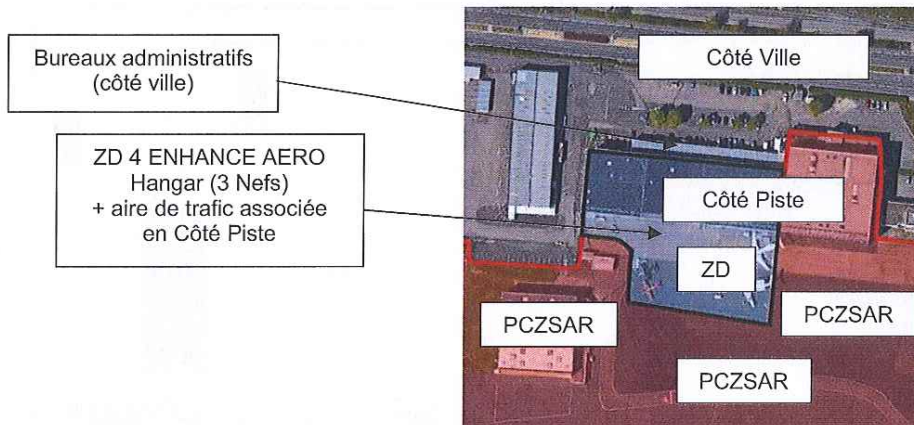 Bureaux administratifs
(côté ville)
ZD 4 ENHANCE AERO
Hangar (3 Nefs)
+ aire de trafic associée
en Côté Piste
Côté Ville
Côté Piste
ZD
PCZSAR
PCZSAR
PCZSAR